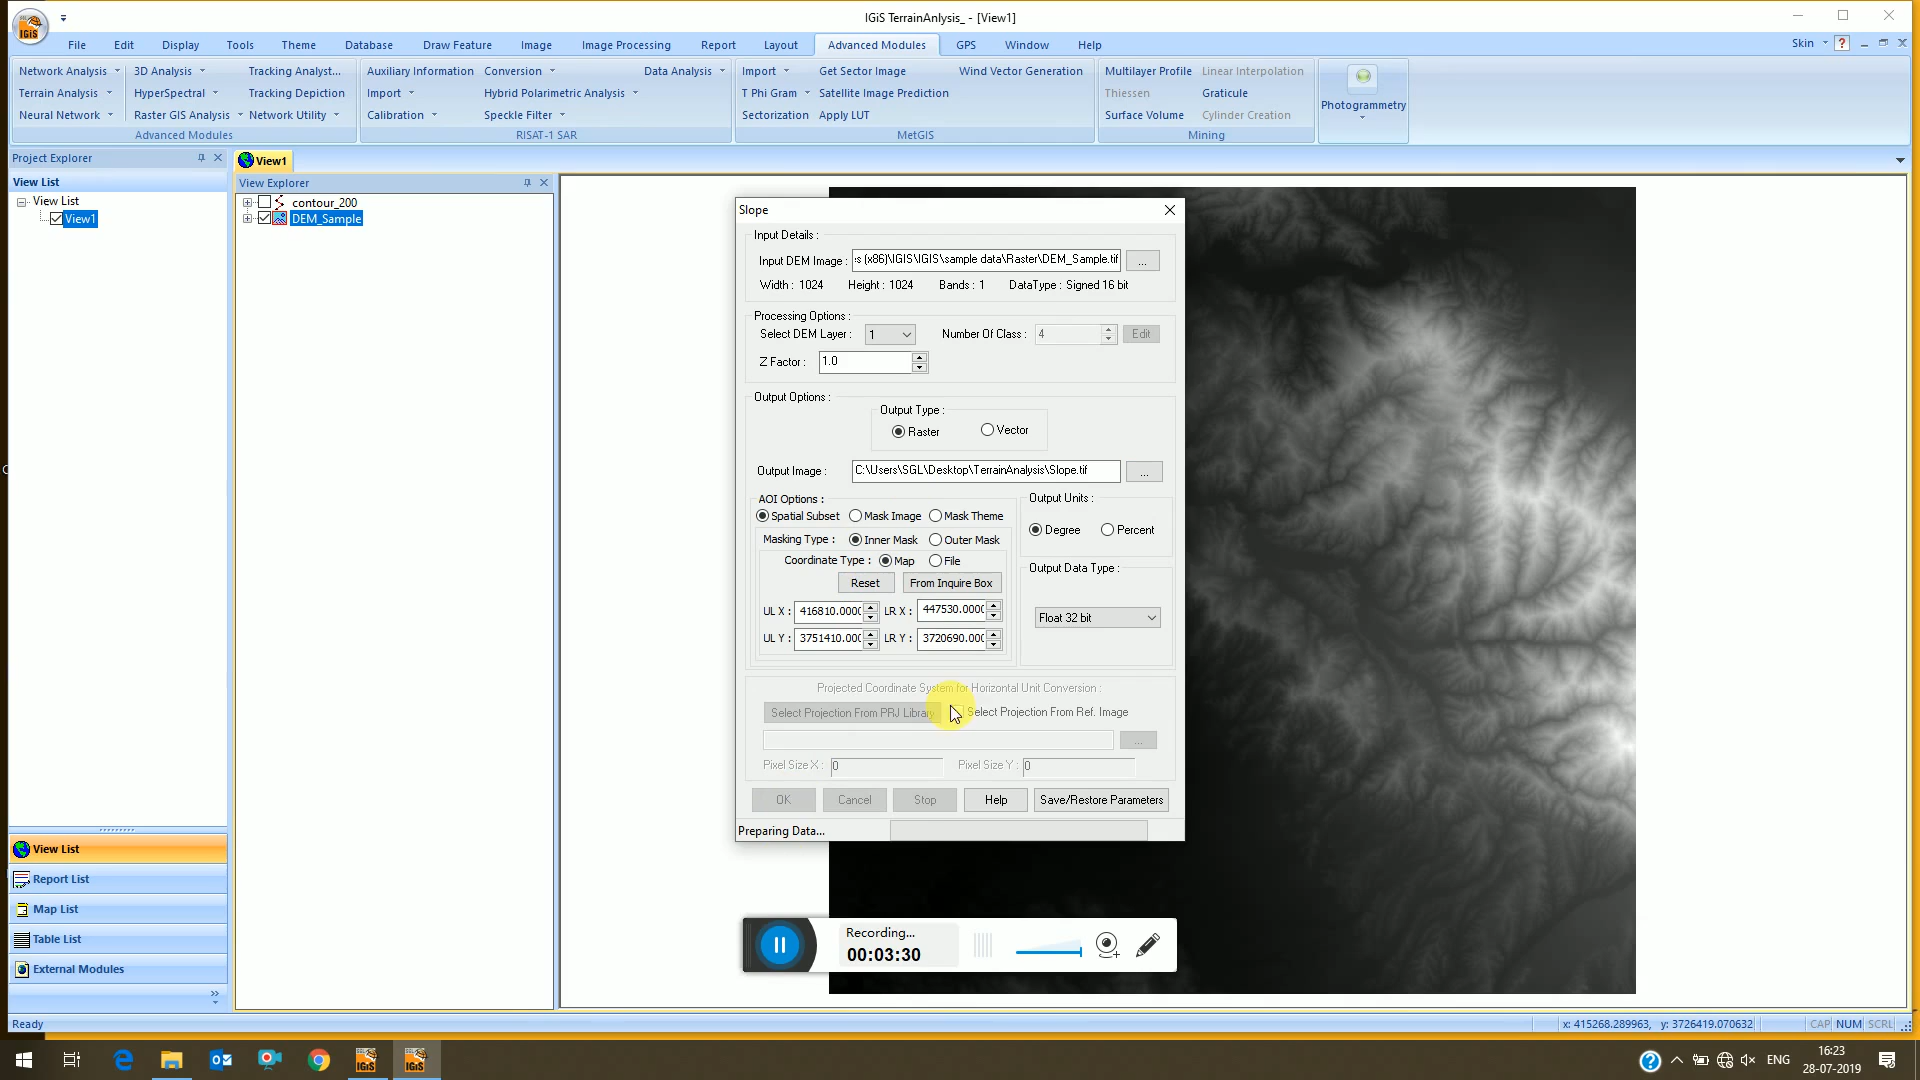 IGiS TerrainAnlysis_ - [View1]
File Edit Display Tools Theme Database Draw Feature Image Image Processing Report Layout Advanced Modules GPS Window Help Skin
Network Analysis 3D Analysis Tracking Analyst... Auxiliary Information Conversion Data Analysis Import Get Sector Image Wind Vector Generation Multilayer Profile Linear Interpolation
Terrain Analysis HyperSpectral Tracking Depiction Import Hybrid Polarimetric Analysis T Phi Gram Satellite Image Prediction Thiessen Graticule Photogrammetry
Neural Network Raster GIS Analysis Network Utility Calibration Speckle Filter Sectorization Apply LUT Surface Volume Cylinder Creation
Advanced Modules RISAT-1 SAR MetGIS Mining
Project Explorer
View List
View List
View1
View1
View Explorer
contour_200
DEM_Sample
Slope
Input Details :
Input DEM Image : :s (x86)\IGIS\IGIS\sample data\Raster\DEM_Sample.tif ...
Width : 1024 Height : 1024 Bands : 1 DataType : Signed 16 bit
Processing Options :
Select DEM Layer : 1 Number Of Class : 4 Edit
Z Factor : 1.0
Output Options :
Output Type :
Raster Vector
Output Image : C:\Users\SGL\Desktop\TerrainAnalysis\Slope.tif ...
AOI Options : Output Units :
Spatial Subset Mask Image Mask Theme
Degree Percent
Masking Type : Inner Mask Outer Mask
Coordinate Type : Map File
Output Data Type :
Reset From Inquire Box
UL X : 416810.000( LR X : 447530.000(
Float 32 bit
UL Y : 3751410.00( LR Y : 3720690.00(
Projected Coordinate System for Horizontal Unit Conversion :
Select Projection From PRJ Library Select Projection From Ref. Image
...
Pixel Size X : 0 Pixel Size Y : 0
OK Cancel Stop Help Save/Restore Parameters
Preparing Data...
View List
Report List
Map List
Table List
External Modules
Recording...
00:03:30
Ready
x: 415268.289963, y: 3726419.070632 CAP NUM SCRL
ENG
16:23
28-07-2019